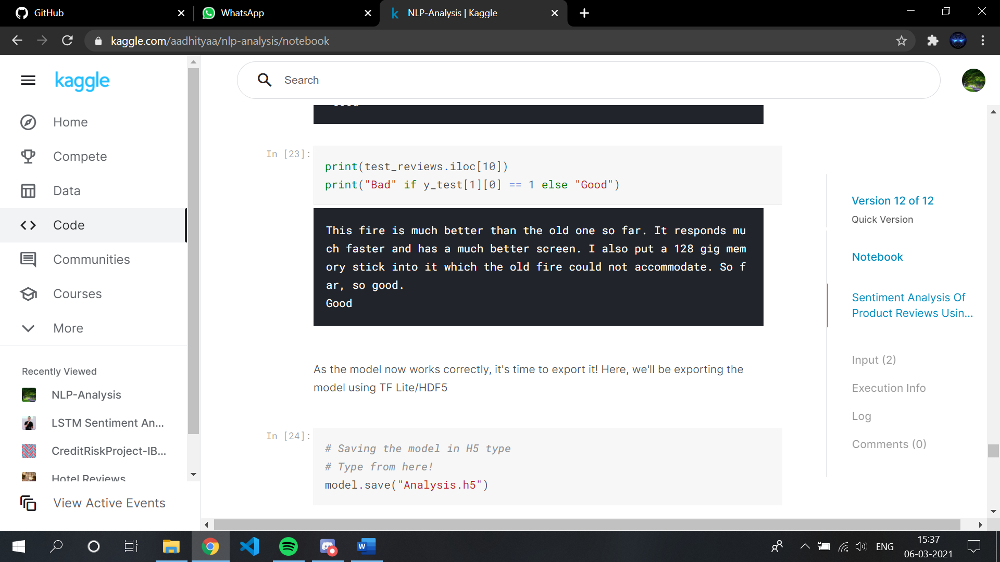 GitHub
WhatsApp
NLP-Analysis | Kaggle
kaggle.com/aadhityaa/nlp-analysis/notebook
kaggle
Search
Home
Compete
Data
Code
Communities
Courses
More
Recently Viewed
NLP-Analysis
LSTM Sentiment An...
CreditRiskProject-IB...
Hotel Reviews
View Active Events
In [23]:
print(test_reviews.iloc[10])
print("Bad" if y_test[1][0] == 1 else "Good")
This fire is much better than the old one so far. It responds mu
ch faster and has a much better screen. I also put a 128 gig mem
ory stick into it which the old fire could not accommodate. So f
ar, so good.
Good
As the model now works correctly, it's time to export it! Here, we'll be exporting the
model using TF Lite/HDF5
In [24]:
# Saving the model in H5 type
# Type from here!
model.save("Analysis.h5")
Version 12 of 12
Quick Version
Notebook
Sentiment Analysis Of
Product Reviews Usin...
Input (2)
Execution Info
Log
Comments (0)
W
ENG
15:37
06-03-2021